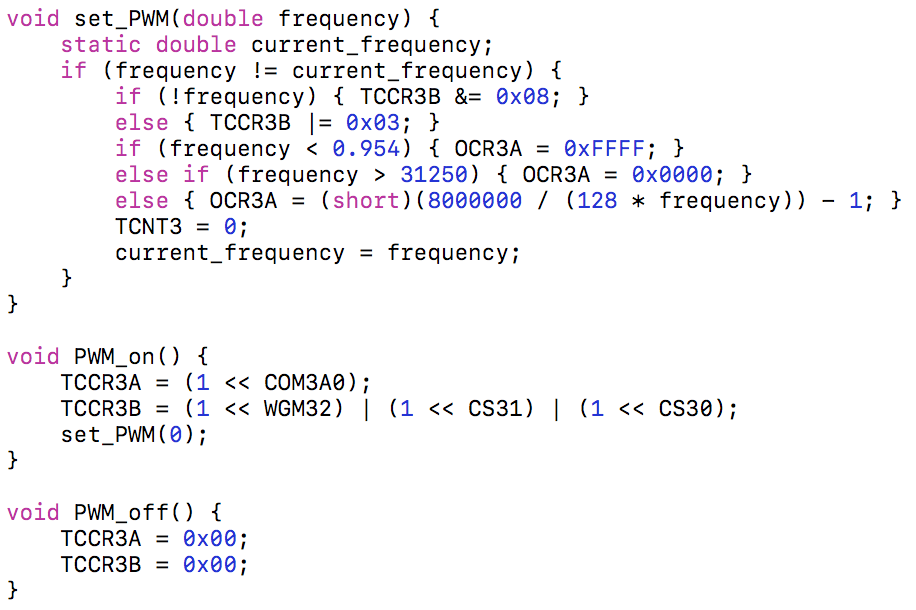 void set_PWM(double frequency) {
    static double current_frequency;
    if (frequency != current_frequency) {
        if (!frequency) { TCCR3B &= 0x08; }
        else { TCCR3B |= 0x03; }
        if (frequency < 0.954) { OCR3A = 0xFFFF; }
        else if (frequency > 31250) { OCR3A = 0x0000; }
        else { OCR3A = (short)(8000000 / (128 * frequency)) - 1; }
        TCNT3 = 0;
        current_frequency = frequency;
    }
}

void PWM_on() {
    TCCR3A = (1 << COM3A0);
    TCCR3B = (1 << WGM32) | (1 << CS31) | (1 << CS30);
    set_PWM(0);
}

void PWM_off() {
    TCCR3A = 0x00;
    TCCR3B = 0x00;
}